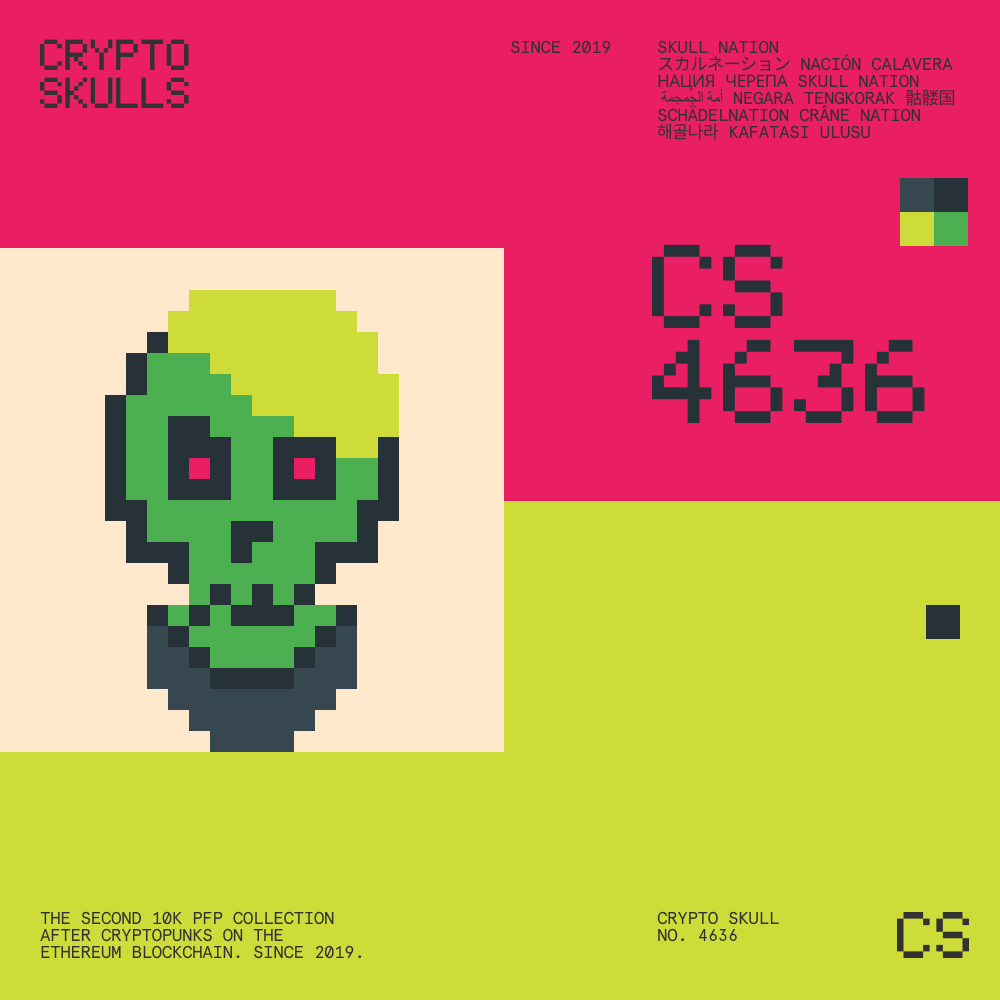 CRYPTO
SKULLS
SINCE 2019
SKULL NATION
スカルネーション NACIÓN CALAVERA
НАЦИЯ ЧЕРЕПА SKULL NATION
أمة الجمجمة NEGARA TENGKORAK 骷髅国
SCHÄDELNATION CRÂNE NATION
해골나라 KAFATASI ULUSU
CS
4636
THE SECOND 10K PFP COLLECTION
AFTER CRYPTOPUNKS ON THE
ETHEREUM BLOCKCHAIN. SINCE 2019.
CRYPTO SKULL
NO. 4636
CS